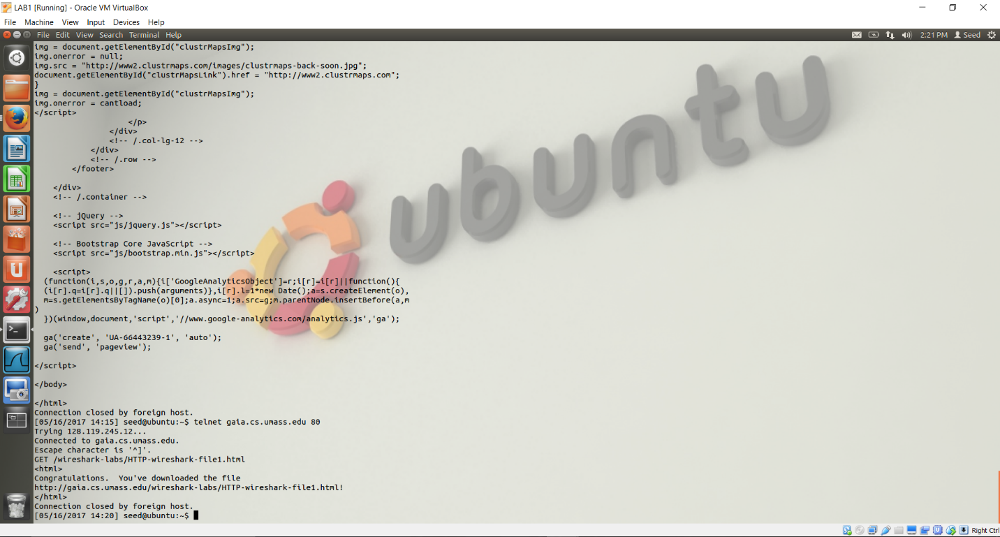 LAB1 [Running] - Oracle VM VirtualBox
File Machine View Input Devices Help
File Edit View Search Terminal Help 2:21 PM Seed
img = document.getElementById("clustrMapsImg");
img.onerror = null;
img.src = "http://www2.clustrmaps.com/images/clustrmaps-back-soon.jpg";
document.getElementById("clustrMapsLink").href = "http://www2.clustrmaps.com";
}
img = document.getElementById("clustrMapsImg");
img.onerror = cantload;
</script>
</p>
</div>
<!-- /.col-lg-12 -->
</div>
<!-- /.row -->
</footer>
</div>
<!-- /.container -->
<!-- jQuery -->
<script src="js/jquery.js"></script>
<!-- Bootstrap Core JavaScript -->
<script src="js/bootstrap.min.js"></script>
<script>
(function(i,s,o,g,r,a,m){i['GoogleAnalyticsObject']=r;i[r]=i[r]||function(){
(i[r].q=i[r].q||[]).push(arguments)},i[r].l=1*new Date();a=s.createElement(o),
m=s.getElementsByTagName(o)[0];a.async=1;a.src=g;m.parentNode.insertBefore(a,m
)
})(window,document,'script','//www.google-analytics.com/analytics.js','ga');
ga('create', 'UA-66443239-1', 'auto');
ga('send', 'pageview');
</script>
</body>
</html>
Connection closed by foreign host.
[05/16/2017 14:15] seed@ubuntu:~$ telnet gaia.cs.umass.edu 80
Trying 128.119.245.12...
Connected to gaia.cs.umass.edu.
Escape character is '^]'.
GET /wireshark-labs/HTTP-wireshark-file1.html
<html>
Congratulations.  You've downloaded the file
http://gaia.cs.umass.edu/wireshark-labs/HTTP-wireshark-file1.html!
</html>
Connection closed by foreign host.
[05/16/2017 14:20] seed@ubuntu:~$
ubuntu
Right Ctrl